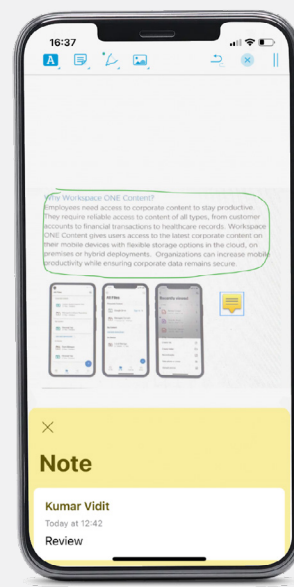 16:37
A
Why Workspace ONE Content?
Employees need access to corporate content to stay productive.
They require reliable access to content of all types, from customer
accounts to financial transactions to healthcare records. Workspace
ONE Content gives users access to the latest corporate content on
their mobile devices with flexible storage options in the cloud, on
premises or hybrid deployments. Organizations can increase mobile
productivity while ensuring corporate data remains secure.
All Files
Recently viewed
Note
Kumar Vidit
Today at 12:42
Review